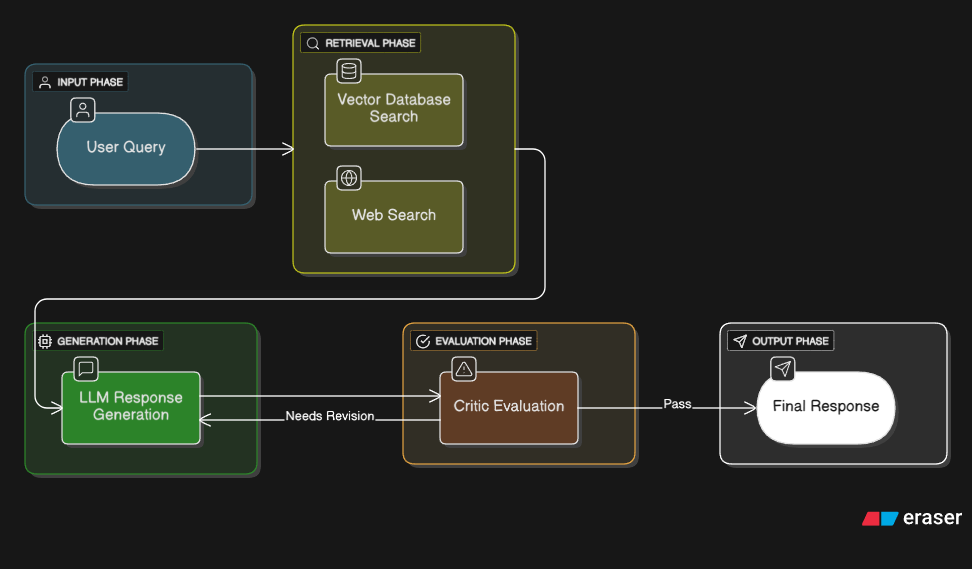 INPUT PHASE
User Query
RETRIEVAL PHASE
Vector Database
Search
Web Search
GENERATION PHASE
LLM Response
Generation
Needs Revision
EVALUATION PHASE
Critic Evaluation
Pass
OUTPUT PHASE
Final Response
eraser